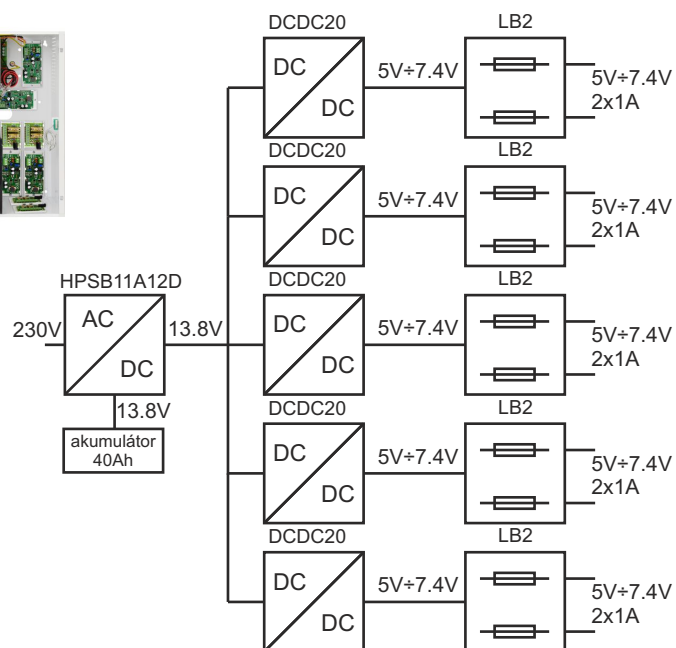 DCDC20
LB2
DC
DC
5V÷7.4V
5V÷7.4V
2x1A
DCDC20
LB2
DC
DC
5V÷7.4V
5V÷7.4V
2x1A
HPSB11A12D
230V
AC
DC
13.8V
13.8V
akumulátor
40Ah
DCDC20
LB2
DC
DC
5V÷7.4V
5V÷7.4V
2x1A
DCDC20
LB2
DC
DC
5V÷7.4V
5V÷7.4V
2x1A
DCDC20
LB2
DC
DC
5V÷7.4V
5V÷7.4V
2x1A